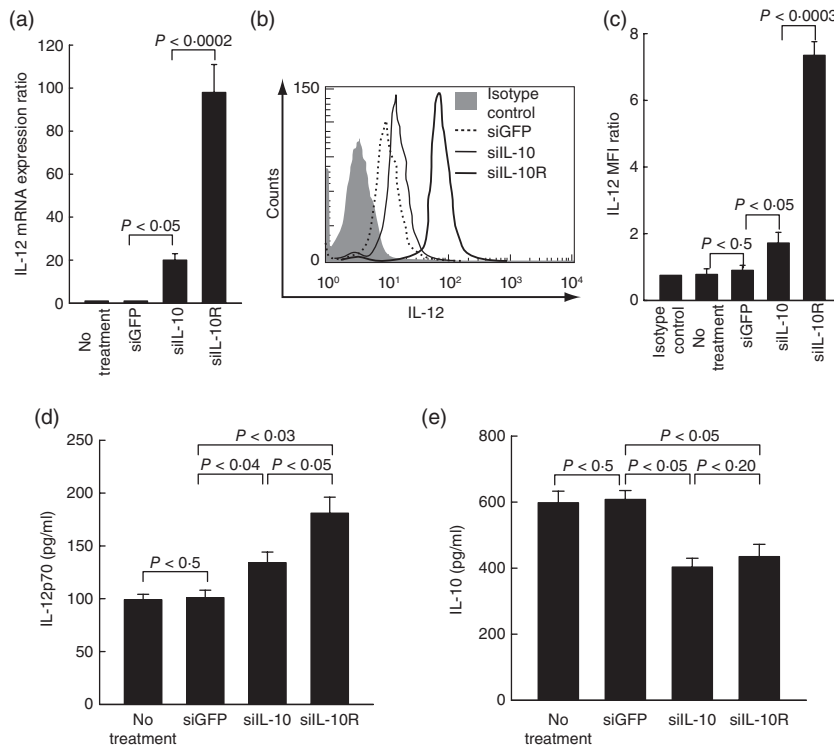 (a)
P < 0·0002
120
100
80
60
40
20
0
IL-12 mRNA expression ratio
P < 0·05
No
treatment
siGFP
siIL-10
siIL-10R
(b)
150
0
Counts
Isotype
control
siGFP
siIL-10
siIL-10R
10⁰
10¹
10²
10³
10⁴
IL-12
(c)
P < 0·0003
8
6
4
2
0
IL-12 MFI ratio
P < 0·05
P < 0·5
Isotype
control
No
treatment
siGFP
siIL-10
siIL-10R
(d)
250
200
150
100
50
0
IL-12p70 (pg/ml)
P < 0·03
P < 0·04
P < 0·05
P < 0·5
No
treatment
siGFP
siIL-10
siIL-10R
(e)
800
600
400
600
0
IL-10 (pg/ml)
P < 0·05
P < 0·5
P < 0·05
P < 0·20
No
treatment
siGFP
siIL-10
siIL-10R